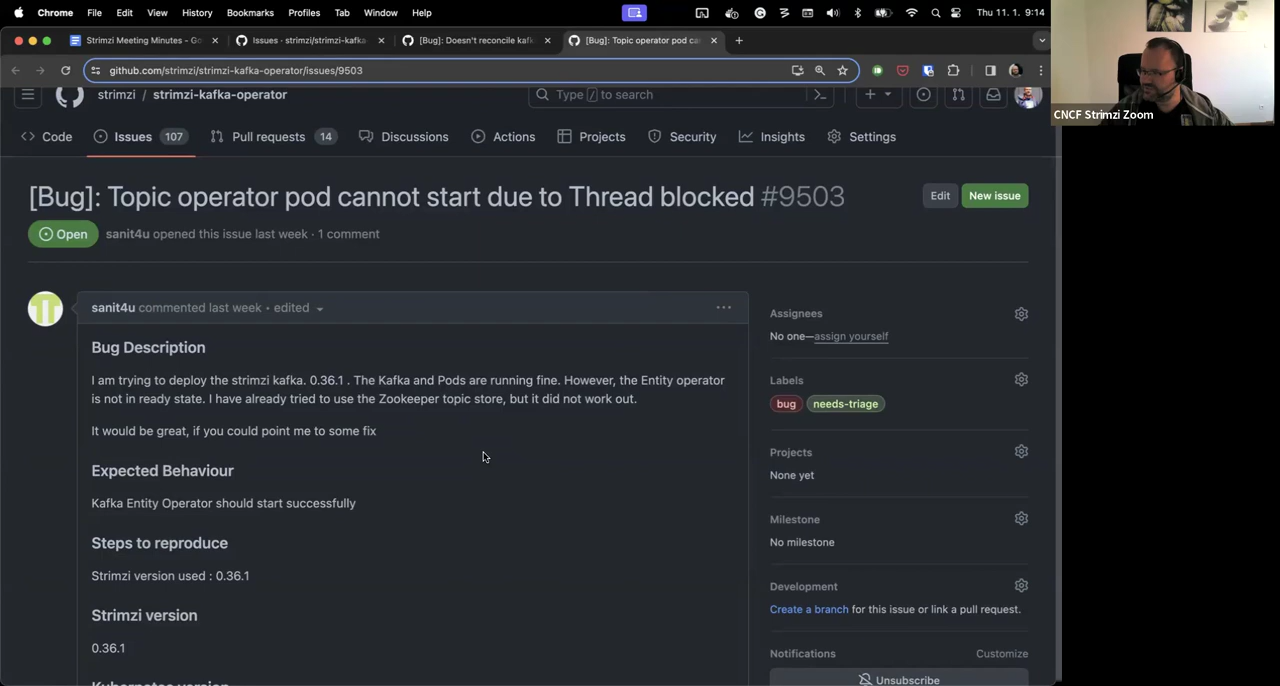 Chrome File Edit View History Bookmarks Profiles Tab Window Help Thu 11. 1. 9:14
Strimzi Meeting Minutes - Go Issues · strimzi/strimzi-kafka- [Bug]: Doesn't reconcile kafk [Bug]: Topic operator pod ca
github.com/strimzi/strimzi-kafka-operator/issues/9503
strimzi / strimzi-kafka-operator Type / to search
CNCF Strimzi Zoom
Code Issues 107 Pull requests 14 Discussions Actions Projects Security Insights Settings
[Bug]: Topic operator pod cannot start due to Thread blocked #9503 Edit New issue
Open sanit4u opened this issue last week · 1 comment
sanit4u commented last week • edited
Bug Description
I am trying to deploy the strimzi kafka. 0.36.1 . The Kafka and Pods are running fine. However, the Entity operator
is not in ready state. I have already tried to use the Zookeeper topic store, but it did not work out.
It would be great, if you could point me to some fix
Expected Behaviour
Kafka Entity Operator should start successfully
Steps to reproduce
Strimzi version used : 0.36.1
Strimzi version
0.36.1
Kubernetes version
Assignees
No one—assign yourself
Labels
bug needs-triage
Projects
None yet
Milestone
No milestone
Development
Create a branch for this issue or link a pull request.
Notifications Customize
Unsubscribe